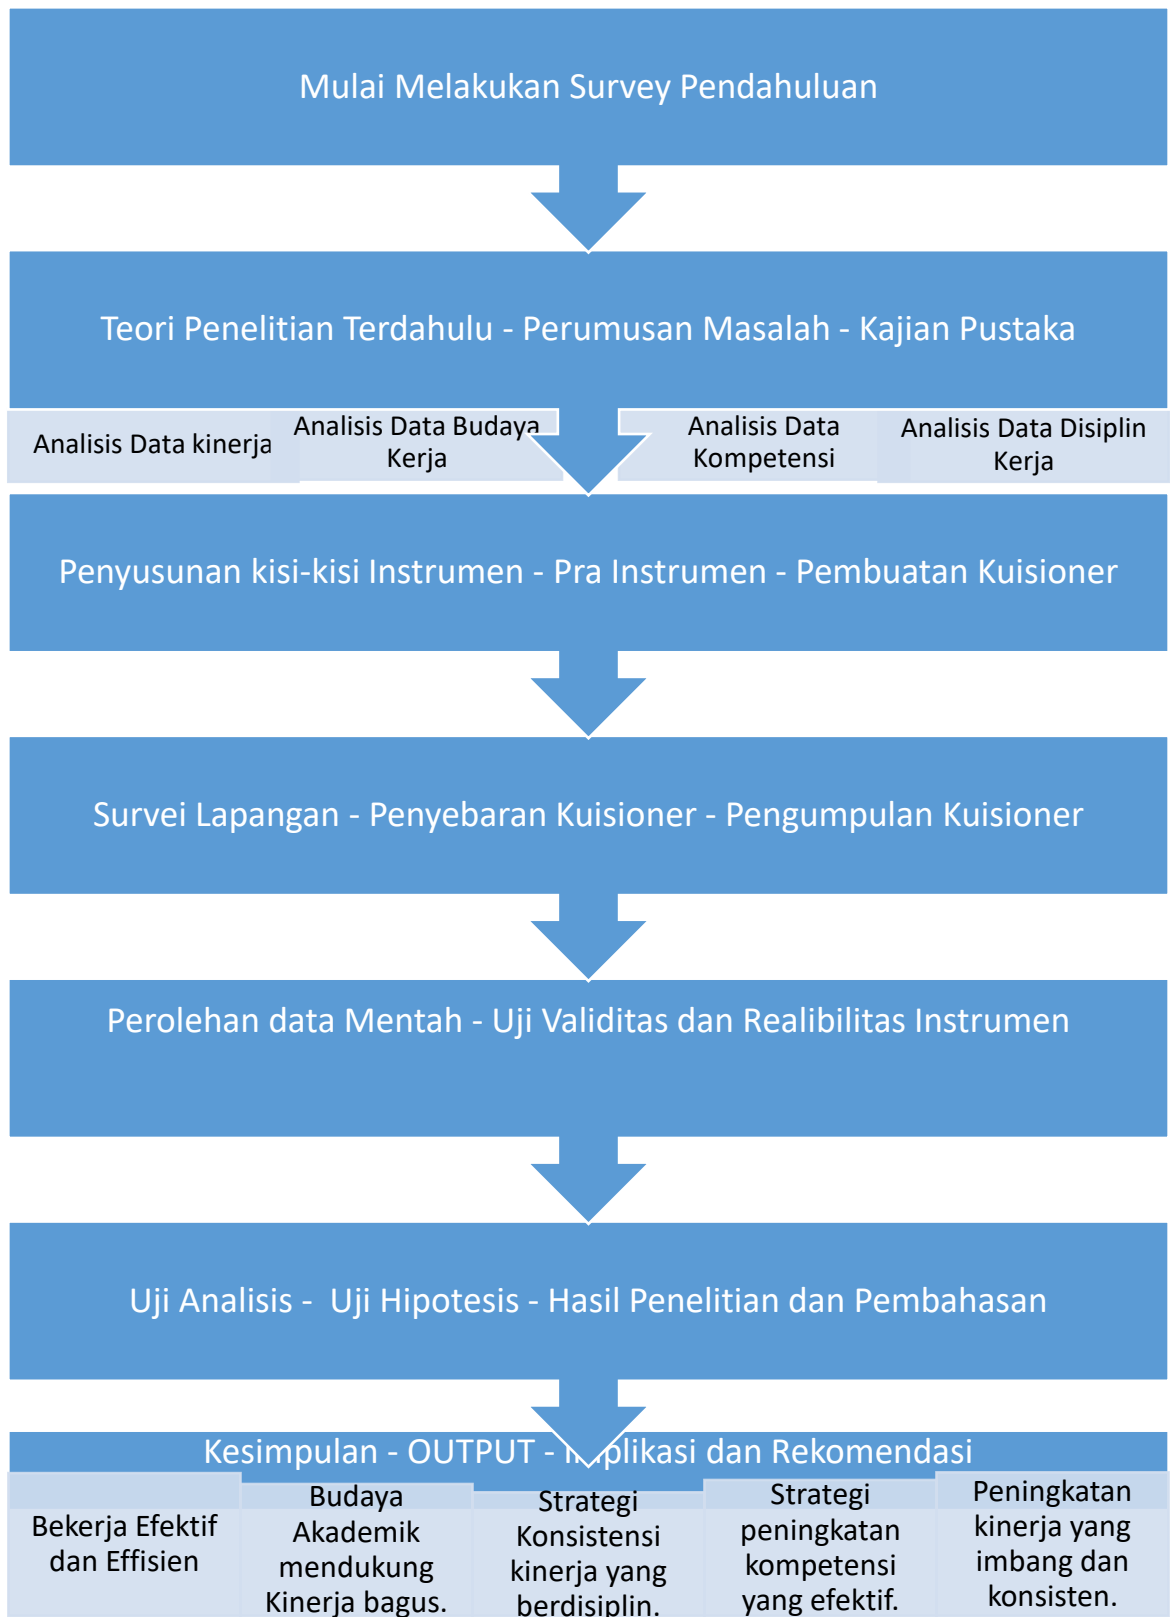 Mulai Melakukan Survey Pendahuluan
Teori Penelitian Terdahulu - Perumusan Masalah - Kajian Pustaka
Analisis Data kinerja
Analisis Data Budaya
Kerja
Analisis Data
Kompetensi
Analisis Data Disiplin
Kerja
Penyusunan kisi-kisi Instrumen - Pra Instrumen - Pembuatan Kuisioner
Survei Lapangan - Penyebaran Kuisioner - Pengumpulan Kuisioner
Perolehan data Mentah - Uji Validitas dan Realibilitas Instrumen
Uji Analisis - Uji Hipotesis - Hasil Penelitian dan Pembahasan
Kesimpulan - OUTPUT - Implikasi dan Rekomendasi
Bekerja Efektif
dan Effisien
Budaya
Akademik
mendukung
Kinerja bagus.
Strategi
Konsistensi
kinerja yang
berdisiplin.
Strategi
peningkatan
kompetensi
yang efektif.
Peningkatan
kinerja yang
imbang dan
konsisten.